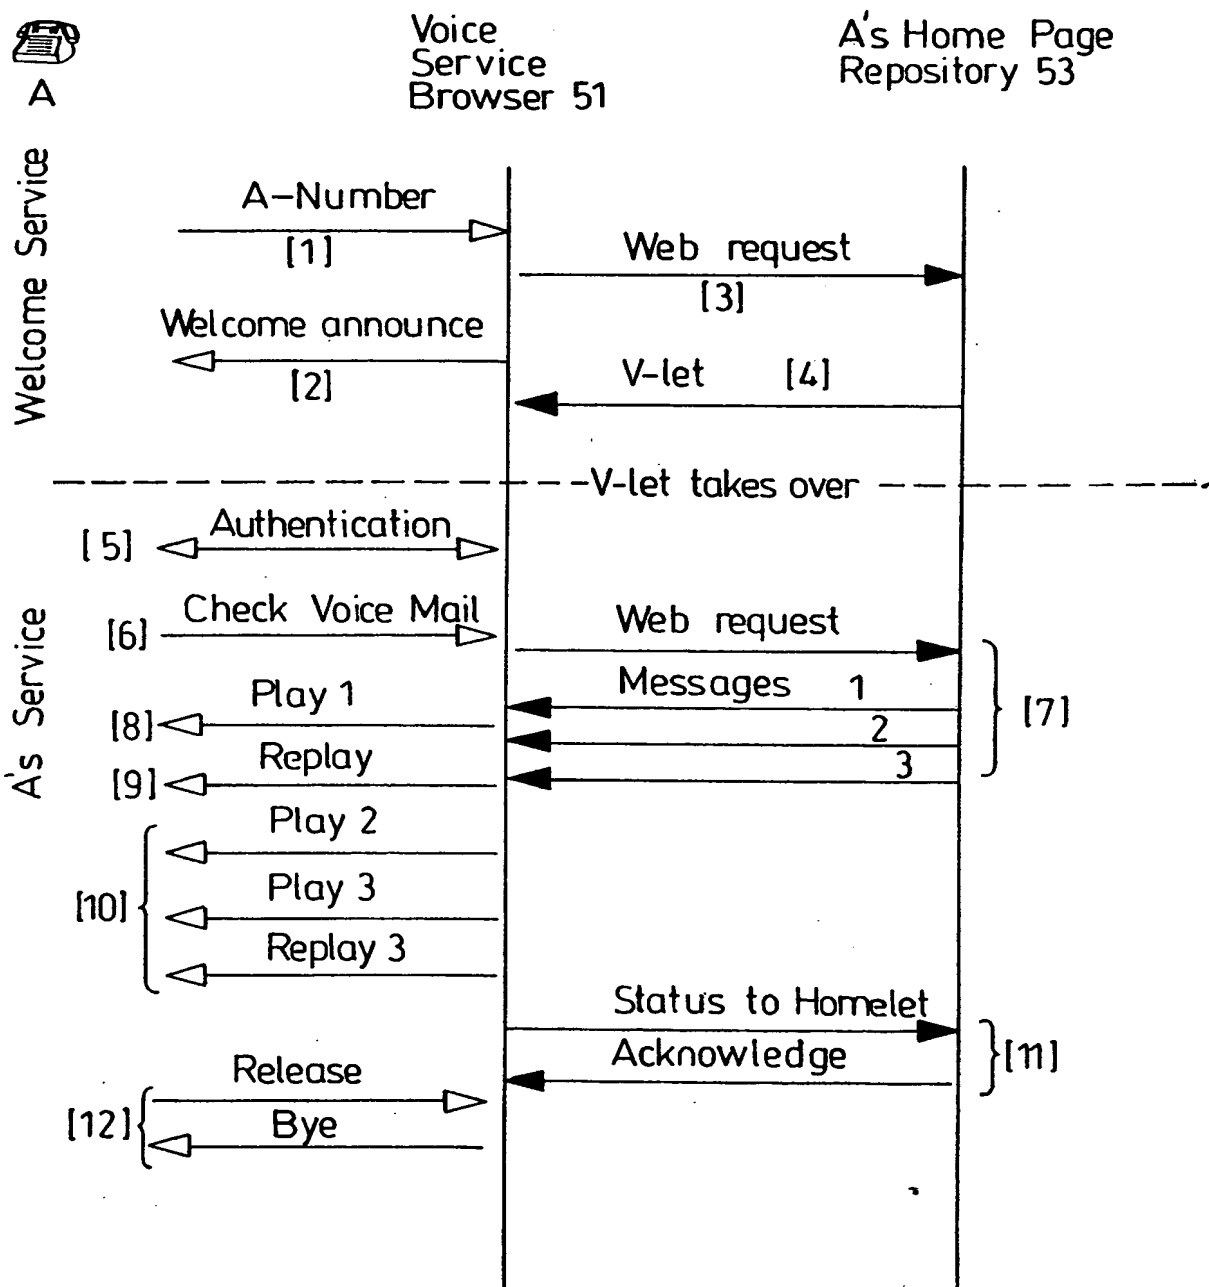 A
Voice
Service
Browser 51
A's Home Page
Repository 53
Welcome Service
A-Number
[1]
Web request
[3]
Welcome announce
[2]
V-let [4]
V-let takes over
[5] Authentication
A's Service
[6] Check Voice Mail
Web request
Messages 1
2
3
[7]
[8] Play 1
[9] Replay
Play 2
[10] Play 3
Replay 3
Status to Homelet
Acknowledge
[11]
Release
[12] Bye